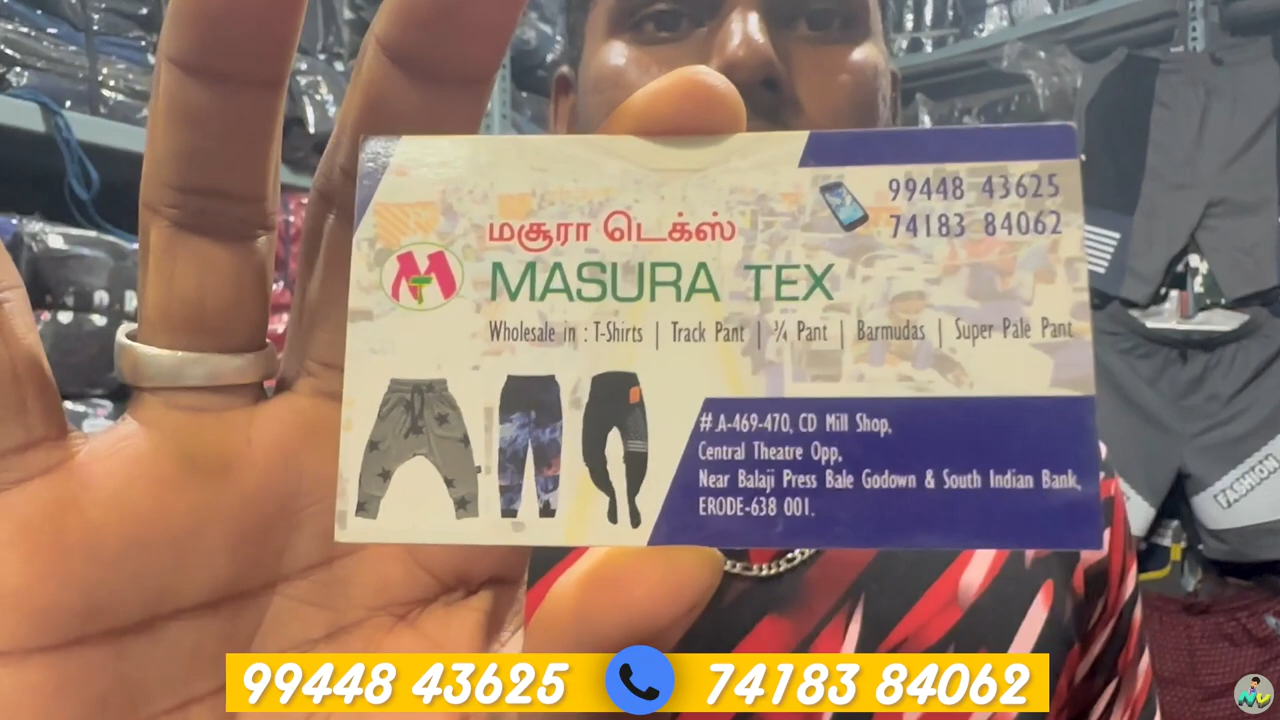 99448 43625
74183 84062
மசூரா டெக்ஸ்
MASURA TEX
Wholesale in : T-Shirts | Track Pant | ¾ Pant | Barmudas | Super Pale Pant
#.A-469-470, CD Mill Shop,
Central Theatre Opp,
Near Balaji Press Bale Godown & South Indian Bank,
ERODE-638 001.
FASHION
99448 43625 74183 84062